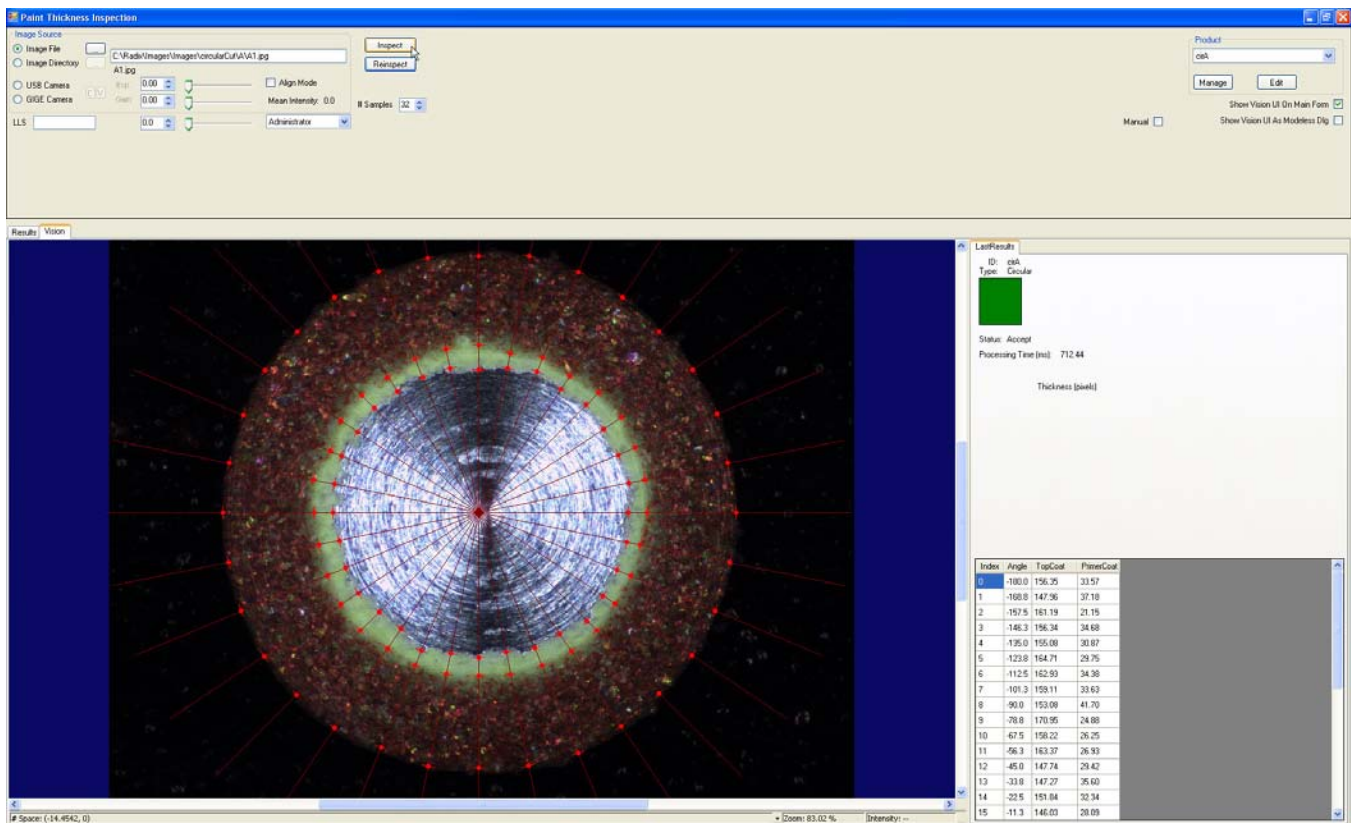 Paint Thickness Inspection
Image Source
Image File
C:\Radix\Images\Images\circularCut\A\A1.jpg
Image Directory
A1.jpg
USB Camera
Exp: 0.00
Align Mode
GIGE Camera
Gain: 0.00
Mean Intensity: 0.0
LLS
0.0
Administrator
Inspect
Reinspect
# Samples 32
Manual
Product
cirA
Manage
Edit
Show Vision UI On Main Form
Show Vision UI As Modeless Dlg
Results
Vision
LastResults
ID: cirA
Type: Circular
Status: Accept
Processing Time (ms) 712.44
Thickness (pixels)
Index Angle TopCoat PrimerCoat
0 -180.0 156.35 33.57
1 -168.8 147.96 37.18
2 -157.5 161.19 21.15
3 -146.3 156.34 34.68
4 -135.0 155.08 30.87
5 -123.8 164.71 29.75
6 -112.5 162.93 34.38
7 -101.3 159.11 33.63
8 -90.0 153.08 41.70
9 -78.8 170.95 24.88
10 -67.5 158.22 26.25
11 -56.3 163.37 26.93
12 -45.0 147.74 29.42
13 -33.8 147.27 35.60
14 -22.5 151.84 32.34
15 -11.3 146.03 28.09
# Space: (-14.4542, 0)
Zoom: 83.02 %
Intensity: --